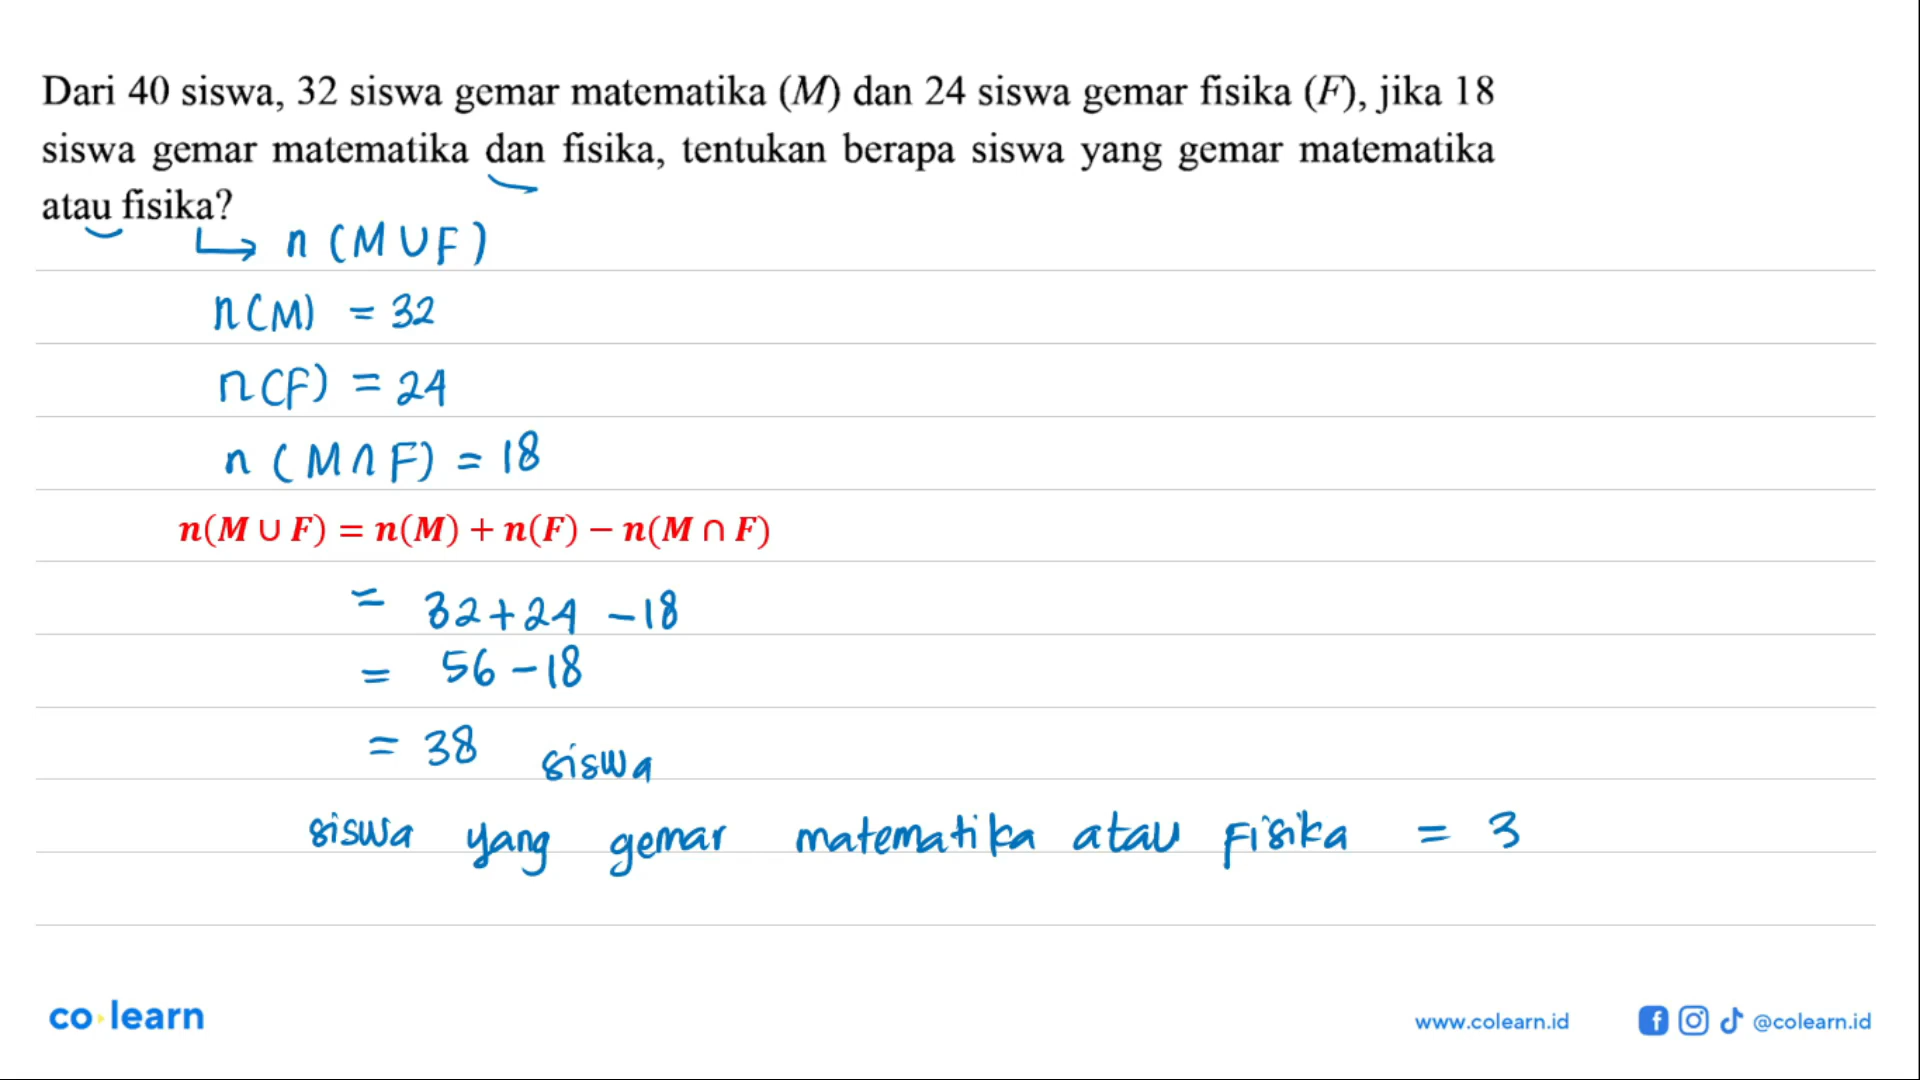 Dari 40 siswa, 32 siswa gemar matematika (M) dan 24 siswa gemar fisika (F), jika 18
siswa gemar matematika dan fisika, tentukan berapa siswa yang gemar matematika
atau fisika?
n (M ∪ F)
n(M) = 32
n(F) = 24
n (M ∩ F) = 18
n(M ∪ F) = n(M) + n(F) − n(M ∩ F)
= 32+24 −18
= 56 −18
= 38 siswa
siswa yang gemar matematika atau Fisika = 3
co learn
www.colearn.id @colearn.id